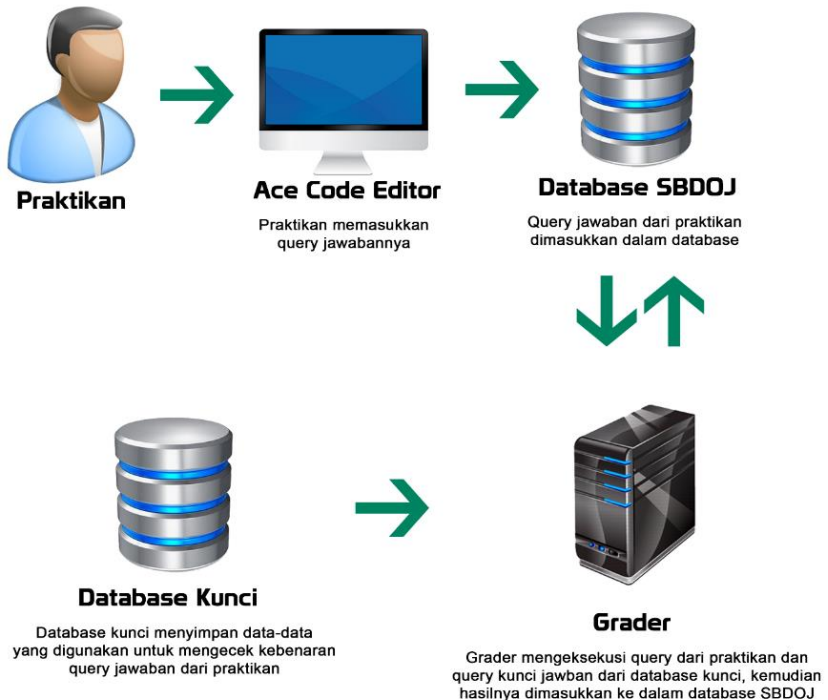 Praktikan
Ace Code Editor
Praktikan memasukkan
query jawabannya
Database SBDOJ
Query jawaban dari praktikan
dimasukkan dalam database
Database Kunci
Database kunci menyimpan data-data
yang digunakan untuk mengecek kebenaran
query jawaban dari praktikan
Grader
Grader mengeksekusi query dari praktikan dan
query kunci jawban dari database kunci, kemudian
hasilnya dimasukkan ke dalam database SBDOJ